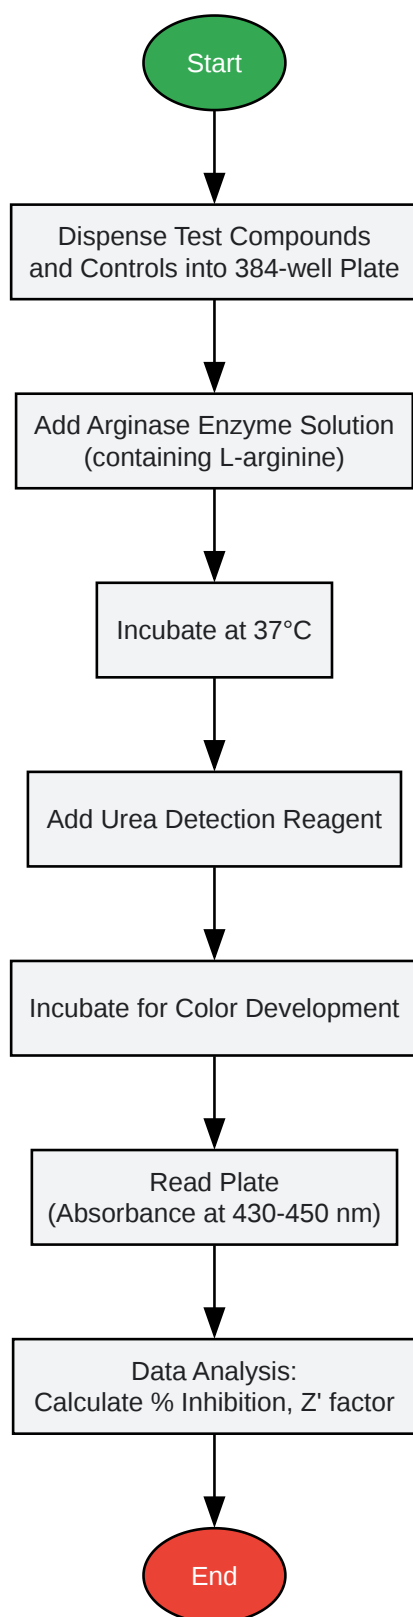 Start
Dispense Test Compounds
and Controls into 384-well Plate
Add Arginase Enzyme Solution
(containing L-arginine)
Incubate at 37°C
Add Urea Detection Reagent
Incubate for Color Development
Read Plate
(Absorbance at 430-450 nm)
Data Analysis:
Calculate % Inhibition, Z' factor
End